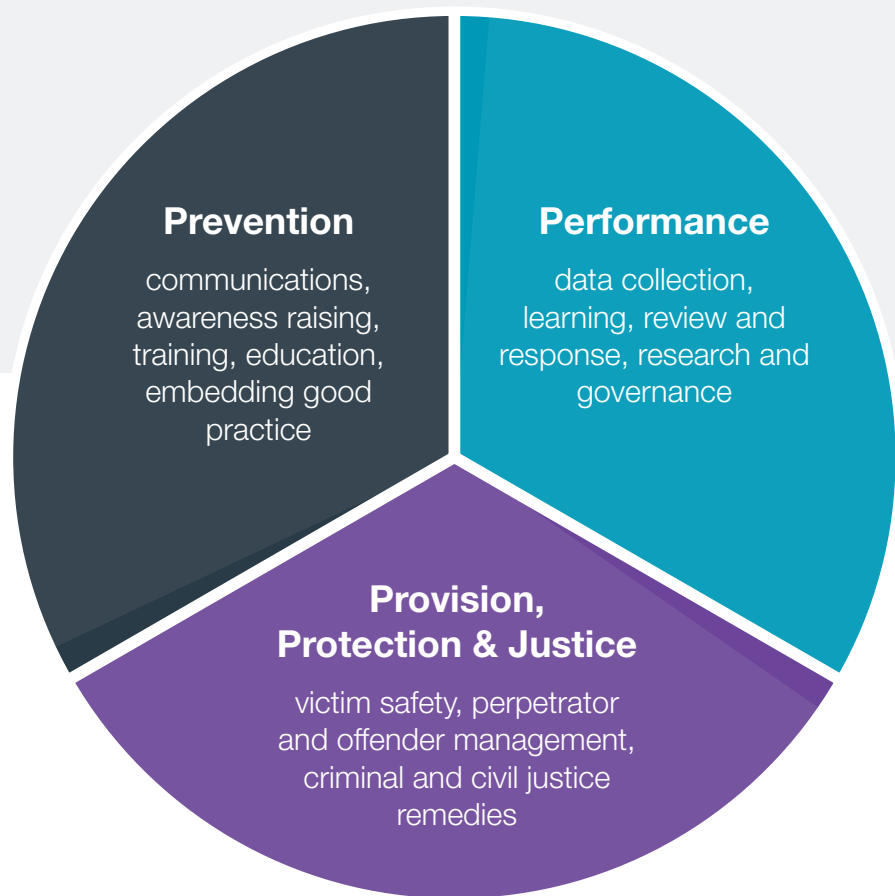 Prevention
communications,
awareness raising,
training, education,
embedding good
practice
Performance
data collection,
learning, review and
response, research and
governance
Provision,
Protection & Justice
victim safety, perpetrator
and offender management,
criminal and civil justice
remedies